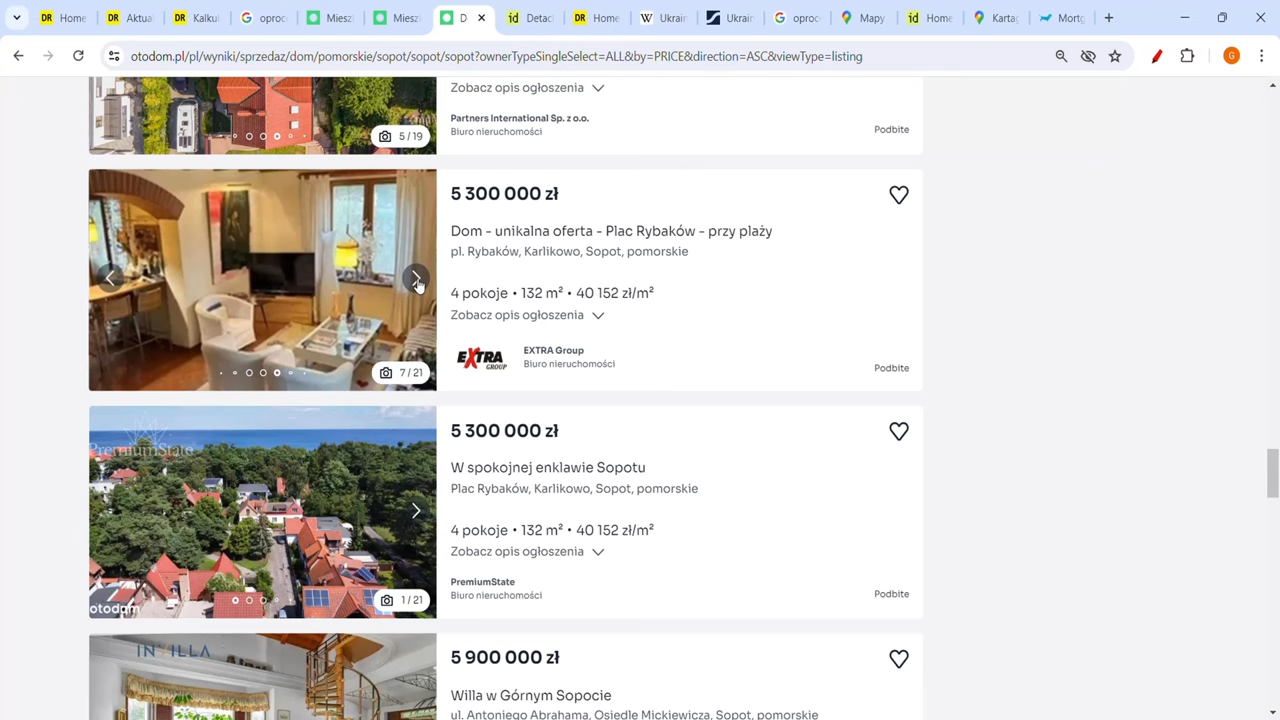 Home
Aktua
Kalkul
oproc
Mieszl
Mieszl
D
Detach
Home
Ukrain
Ukrain
oproc
Mapy
Home
Kartag
Mortg
otodom.pl/pl/wyniki/sprzedaz/dom/pomorskie/sopot/sopot/sopot?ownerTypeSingleSelect=ALL&by=PRICE&direction=ASC&viewType=listing
G
Zobacz opis ogłoszenia
Partners International Sp. z o.o.
Biuro nieruchomości
Podbite
5 / 19
5 300 000 zł
Dom - unikalna oferta - Plac Rybaków - przy plaży
pl. Rybaków, Karlikowo, Sopot, pomorskie
4 pokoje • 132 m² • 40 152 zł/m²
Zobacz opis ogłoszenia
EXTRA GROUP
EXTRA Group
Biuro nieruchomości
Podbite
7 / 21
5 300 000 zł
W spokojnej enklawie Sopotu
Plac Rybaków, Karlikowo, Sopot, pomorskie
4 pokoje • 132 m² • 40 152 zł/m²
Zobacz opis ogłoszenia
PremiumState
Biuro nieruchomości
Podbite
PremiumState
otodom
1 / 21
5 900 000 zł
Willa w Górnym Sopocie
ul. Antoniego Abrahama, Osiedle Mickiewicza, Sopot, pomorskie